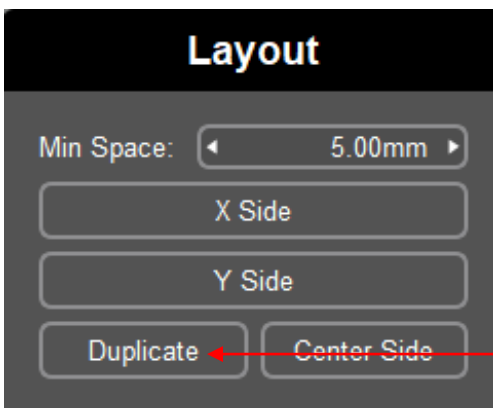 Layout
Min Space: 5.00mm
X Side
Y Side
Duplicate Center Side